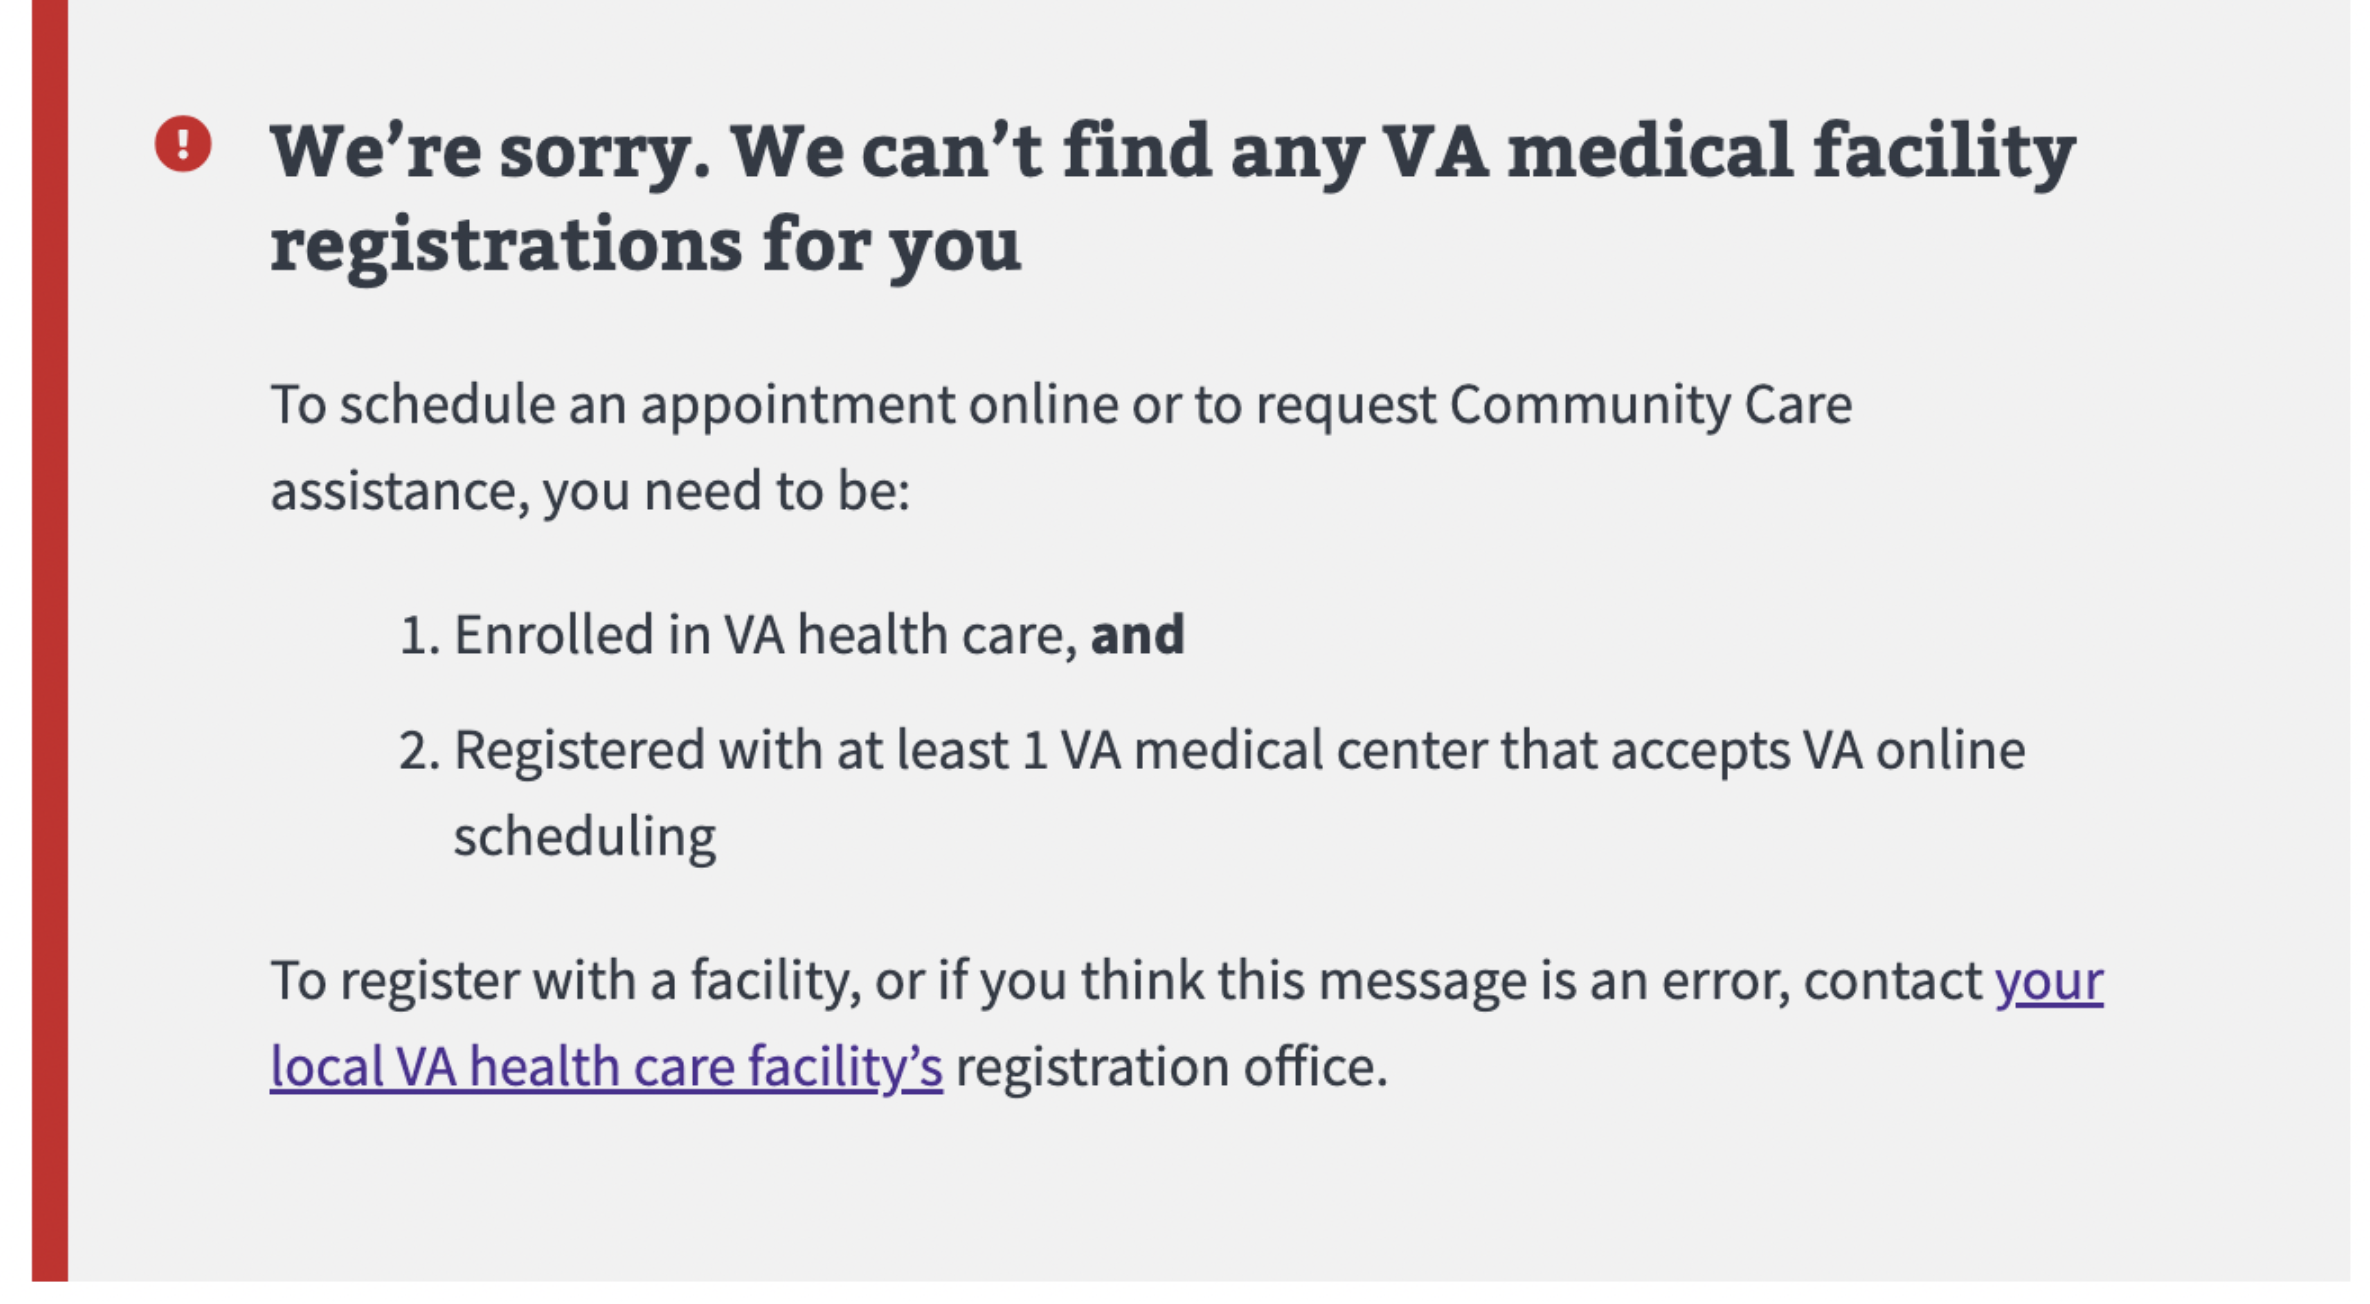 We’re sorry. We can’t find any VA medical facility
registrations for you
To schedule an appointment online or to request Community Care
assistance, you need to be:
1. Enrolled in VA health care, and
2. Registered with at least 1 VA medical center that accepts VA online
scheduling
To register with a facility, or if you think this message is an error, contact your
local VA health care facility’s registration office.